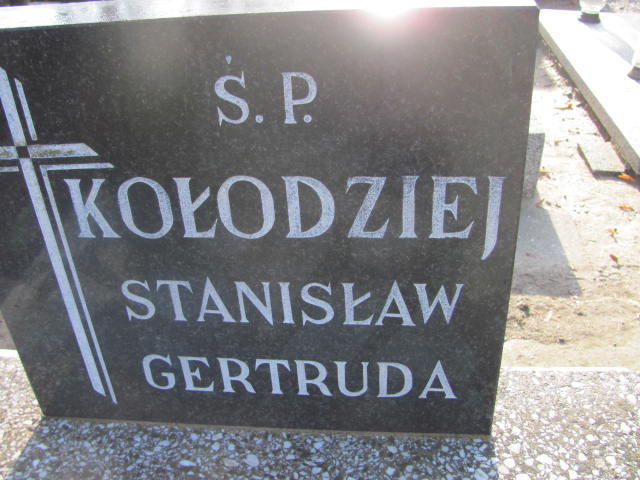 Ś. P.
KOŁODZIEJ
STANISŁAW
GERTRUDA